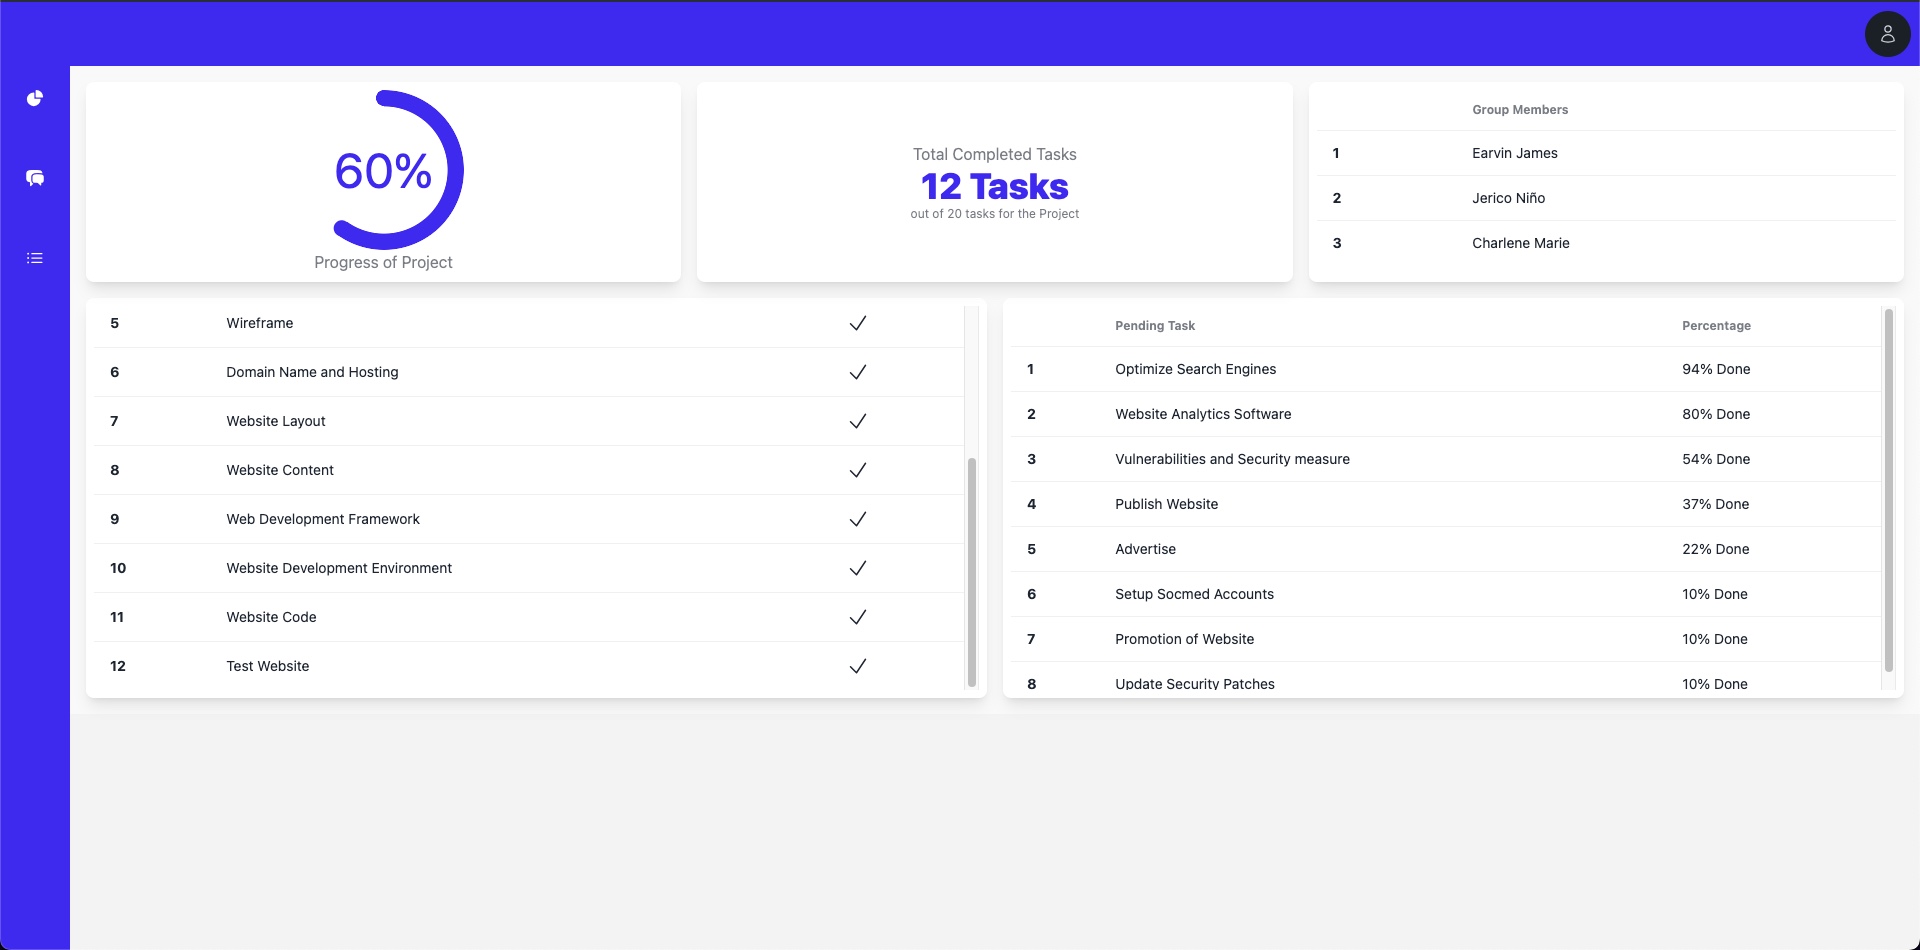 60%
Progress of Project
Total Completed Tasks
12 Tasks
out of 20 tasks for the Project
Group Members
1 Earvin James
2 Jerico Niño
3 Charlene Marie
5 Wireframe
6 Domain Name and Hosting
7 Website Layout
8 Website Content
9 Web Development Framework
10 Website Development Environment
11 Website Code
12 Test Website
Pending Task Percentage
1 Optimize Search Engines 94% Done
2 Website Analytics Software 80% Done
3 Vulnerabilities and Security measure 54% Done
4 Publish Website 37% Done
5 Advertise 22% Done
6 Setup Socmed Accounts 10% Done
7 Promotion of Website 10% Done
8 Update Security Patches 10% Done